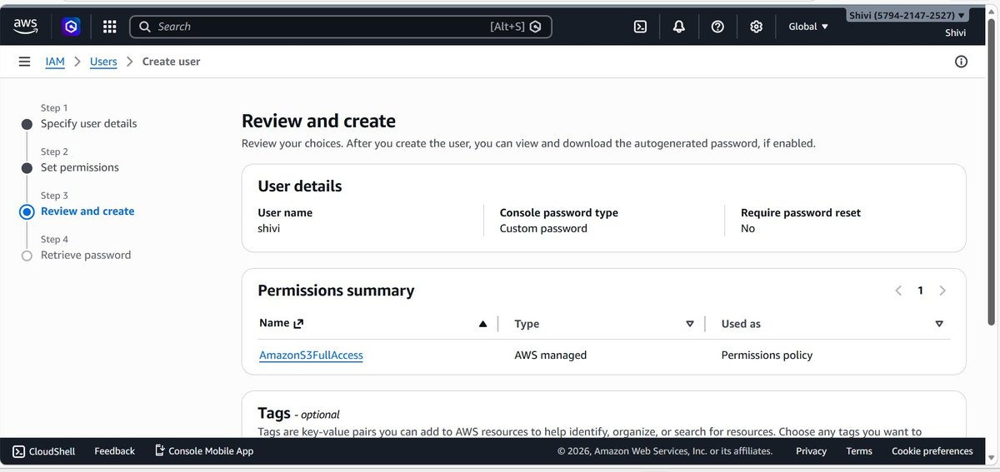 aws
Search [Alt+S]
Global
Shivi (5794-2147-2527)
Shivi
IAM > Users > Create user
Step 1
Specify user details
Step 2
Set permissions
Step 3
Review and create
Step 4
Retrieve password
Review and create
Review your choices. After you create the user, you can view and download the autogenerated password, if enabled.
User details
User name
shivi
Console password type
Custom password
Require password reset
No
Permissions summary
1
Name Type Used as
AmazonS3FullAccess AWS managed Permissions policy
Tags - optional
Tags are key-value pairs you can add to AWS resources to help identify, organize, or search for resources. Choose any tags you want to
CloudShell Feedback Console Mobile App © 2026, Amazon Web Services, Inc. or its affiliates. Privacy Terms Cookie preferences